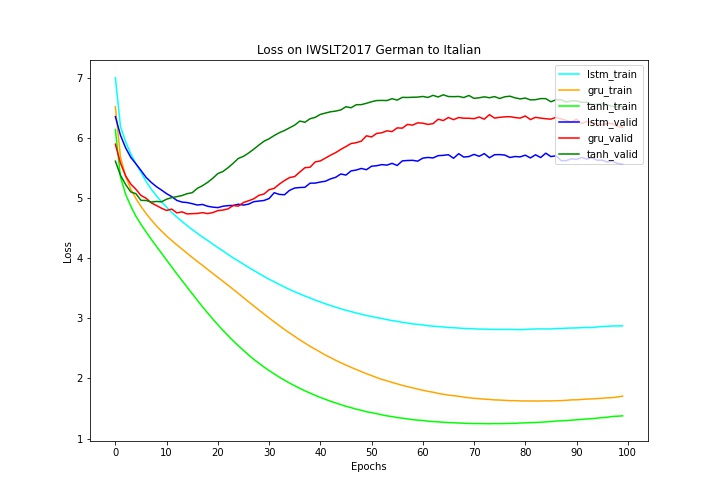 Loss on IWSLT2017 German to Italian
7
6
5
4
3
2
1
Loss
0
10
20
30
40
50
60
70
80
90
100
Epochs
lstm_train
gru_train
tanh_train
lstm_valid
gru_valid
tanh_valid